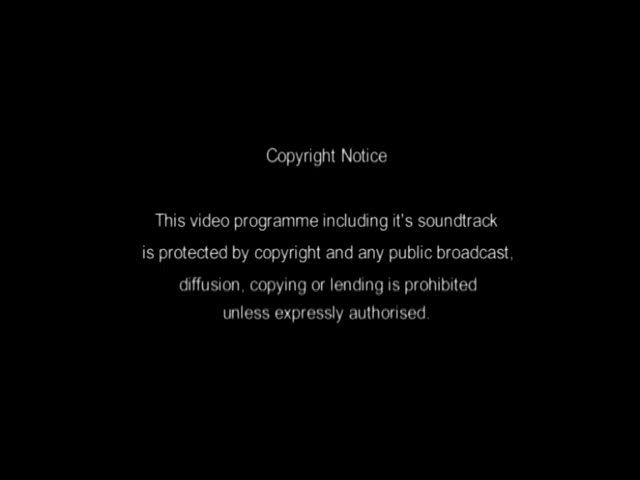 Copyright Notice
This video programme including it's soundtrack
is protected by copyright and any public broadcast,
diffusion, copying or lending is prohibited
unless expressly authorised.